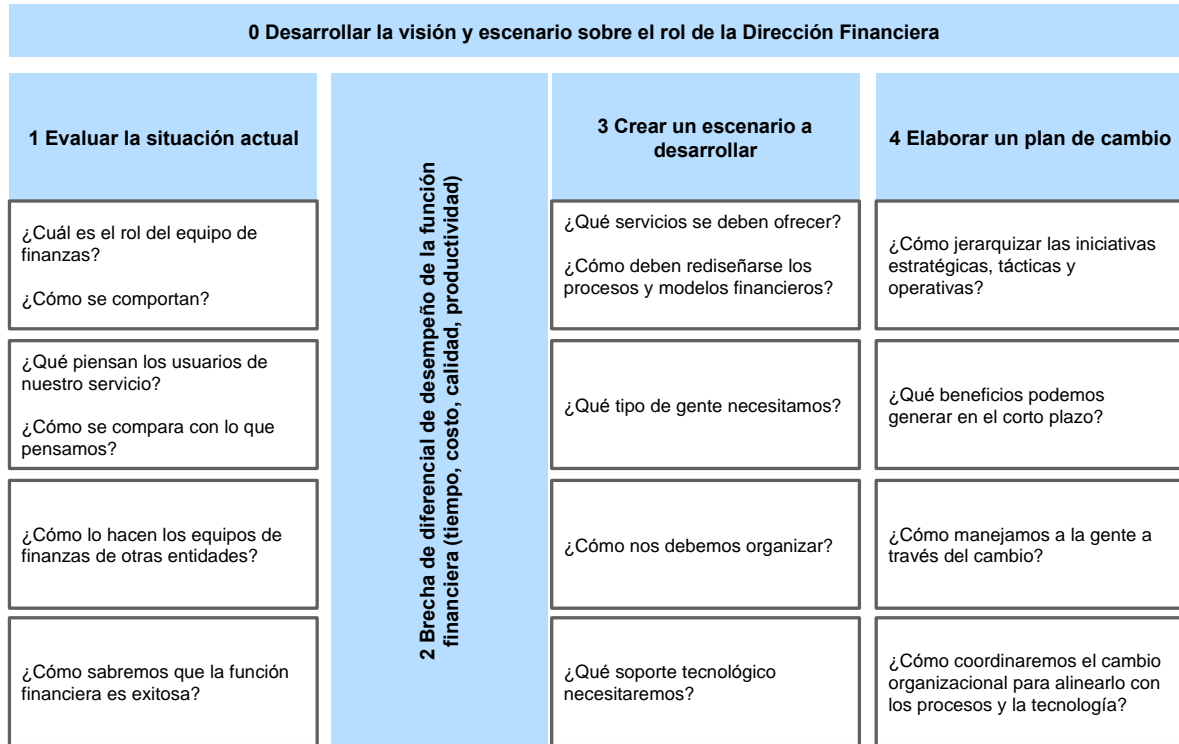 0 Desarrollar la visión y escenario sobre el rol de la Dirección Financiera
1 Evaluar la situación actual
¿Cuál es el rol del equipo de
finanzas?
¿Cómo se comportan?
¿Qué piensan los usuarios de
nuestro servicio?
¿Cómo se compara con lo que
pensamos?
¿Cómo lo hacen los equipos de
finanzas de otras entidades?
¿Cómo sabremos que la función
financiera es exitosa?
2 Brecha de diferencial de desempeño de la función
financiera (tiempo, costo, calidad, productividad)
3 Crear un escenario a
desarrollar
¿Qué servicios se deben ofrecer?
¿Cómo deben rediseñarse los
procesos y modelos financieros?
¿Qué tipo de gente necesitamos?
¿Cómo nos debemos organizar?
¿Qué soporte tecnológico
necesitaremos?
4 Elaborar un plan de cambio
¿Cómo jerarquizar las iniciativas
estratégicas, tácticas y
operativas?
¿Qué beneficios podemos
generar en el corto plazo?
¿Cómo manejamos a la gente a
través del cambio?
¿Cómo coordinaremos el cambio
organizacional para alinearlo con
los procesos y la tecnología?